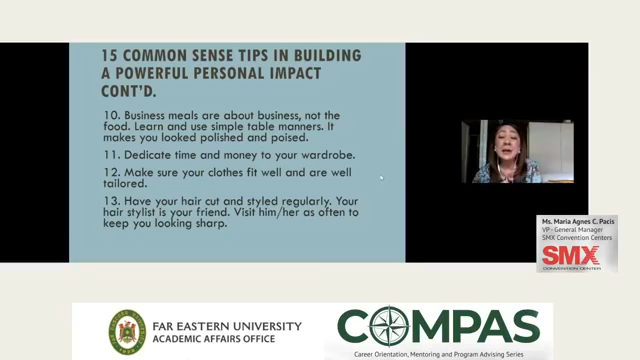 15 COMMON SENSE TIPS IN BUILDING
A POWERFUL PERSONAL IMPACT
CONT'D.
10. Business meals are about business, not the
food. Learn and use simple table manners. It
makes you looked polished and poised.
11. Dedicate time and money to your wardrobe.
12. Make sure your clothes fit well and are well
tailored.
13. Have your hair cut and styled regularly. Your
hair stylist is your friend. Visit him/her as often to
keep you looking sharp.
Ms. Maria Agnes C. Pacis
VP - General Manager
SMX Convention Centers
SMX
CONVENTION CENTER
FAR EASTERN UNIVERSITY
ACADEMIC AFFAIRS OFFICE
COMPAS
Career Orientation, Mentoring and Program Advising Series